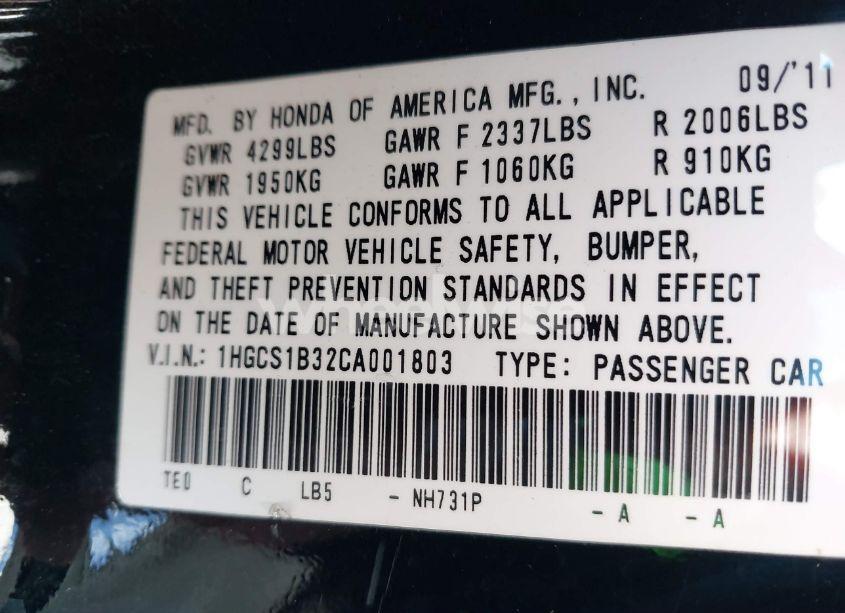 MFD. BY HONDA OF AMERICA MFG., INC. 09/'11
GVWR 4299LBS GAWR F 2337LBS R 2006LBS
GVWR 1950KG GAWR F 1060KG R 910KG
THIS VEHICLE CONFORMS TO ALL APPLICABLE
FEDERAL MOTOR VEHICLE SAFETY, BUMPER,
AND THEFT PREVENTION STANDARDS IN EFFECT
ON THE DATE OF MANUFACTURE SHOWN ABOVE.
V.I.N.: 1HGCS1B32CA001803 TYPE: PASSENGER CAR
TE0 C LB5 - NH731P - A - A